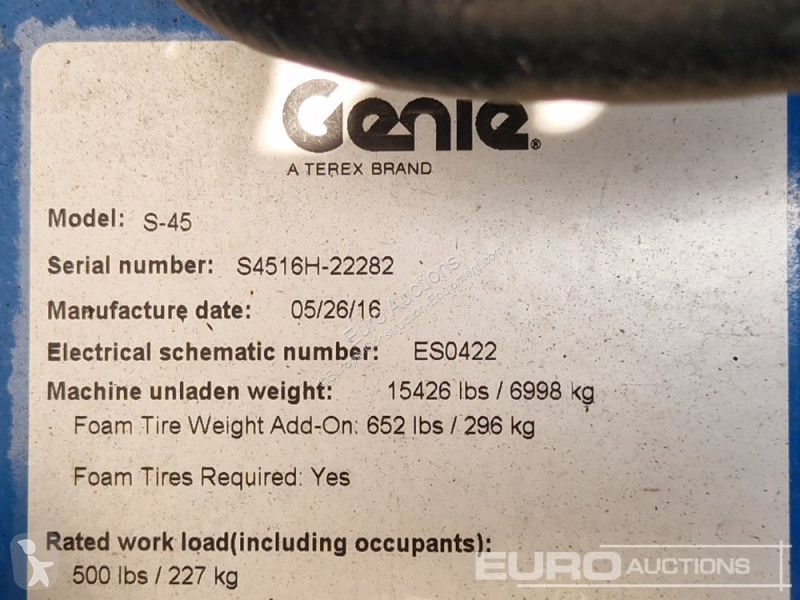 Genie®
A TEREX BRAND
Model: S-45
Serial number: S4516H-22282
Manufacture date: 05/26/16
Electrical schematic number: ES0422
Machine unladen weight: 15426 lbs / 6998 kg
Foam Tire Weight Add-On: 652 lbs / 296 kg
Foam Tires Required: Yes
Rated work load(including occupants):
500 lbs / 227 kg
EURO Auctions
EURO AUCTIONS